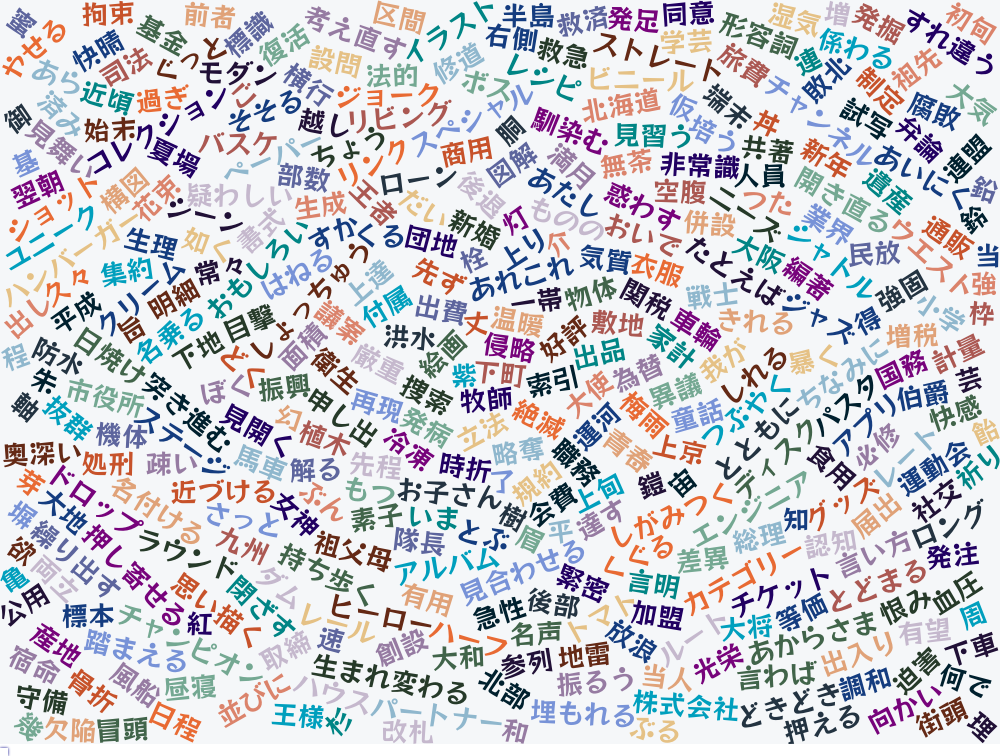 蜜 拘束 前者 考え直す 区間 イラスト 半島 救済 発足 同意 湿気 増 発掘 すれ違う 初旬
やせる 快晴 基金 っと 標識 復活 設問 法的 修道 右側 救急 ストレート 学芸 形容詞 連 係わる 祖先
あら 司法 ぐ モダン 横行 ジョーク ボス レシピ ビニール 旅費 チャンネル 敗北 制定 腐敗 大気
御 済み 近頃 過ぎ ご そそる 越し リビング スペシャル 北海道 仮 端末 丼 試写 弁論 連盟
見舞い 始末 コレクション バスケ ちょう 商用 胴 馴染む 見習う 培う 共著 新年 あいにく 鉛
基 夏場 ペーパー リンク 図解 満月 無茶 非常識 人員 開き直る 遺産
翌朝 横図 花束 疑わしい 部数 王者 ローン 後退 あたし 惑わす 空腹 つた 業界 通販 当
ショット シーン 書式 生成 だい 新婚 灯 ものの おいで 併設 ニーズ ジャトル 民放 ウエスト
ユニーク 生理 如く おもしろい すかくる 団地 栓 上り 介 気質 衣服 たとえば 大阪 編著 強
ハンバーガー 集約 常々 はねる 上達 先ず あれこれ 一帯 物体 関税 戦士 ジャズ 得 強固 小学 枠
出し 久々 クリーム 明細 どっちゅう 付属 出費 丈 温暖 好評 敷地 車輪 きれる 増税
平成 缶 名乗る 下地 目撃 議案 洪水 絵画 侵略 出品 家計 我が 暴く ちなみに 国務 計量
程 防水 日焼け どく 面積 衛生 厳重 捜索 紫 下町 索引 大使 為替 異議 しれる パスタ 伯爵 芸
朱 市役所 突き進む ぼく 振興 申し出 再現 発病 牧師 絶滅 運河 梅雨 童話 つぶやく ともに アプリ 快感
軸 抜群 機体 ステージ 見開く 幻 植木 冷凍 立法 略奪 職務 青春 上京 と ディスク 食用 必修 レート 飴
奥深い 処刑 疎い 馬車 解る 先程 時折 了 規約 上旬 鎧 宙 エンジニア グッズ 運動会 祈り
芽 ドロップ 名付ける 近づける 女神 ぶん もつ お子さん 樹 会費 達す しがみつく 知 届出 社交
塀 大地 押し寄せる ラウンド さっと 九州 祖父母 素子 いま とぶ 眉 平 しぐる 差異 総理 認知 言い方 ロング
欲 繰り出す 両立 ダム 持ち歩く 隊長 アルバム 見合わせる 緊密 言明 カテゴリー チケット とどまる 発注
亀 公用 標本 思い描く 閉ざす レール ヒーロー 有用 急性 後部 トマト 加盟 ルート 大将 等価 あからさま 恨み 血圧 周
産地 踏まえる チャンピオン 紅 取締 速 創設 ハーフ 大和 名声 放浪 光栄 言わば 出入り 有望 下車
宿命 骨折 風船 昼寝 生まれ変わる 北部 参列 地雷 振るう 当人 株式会社 どきどき 調和 迫害 何で
守備 並びに ハウス パートナー 埋もれる 押える 向かい 街頭 理
発 欠陥 冒頭 日程 王様 だ 改札 和 ぶる